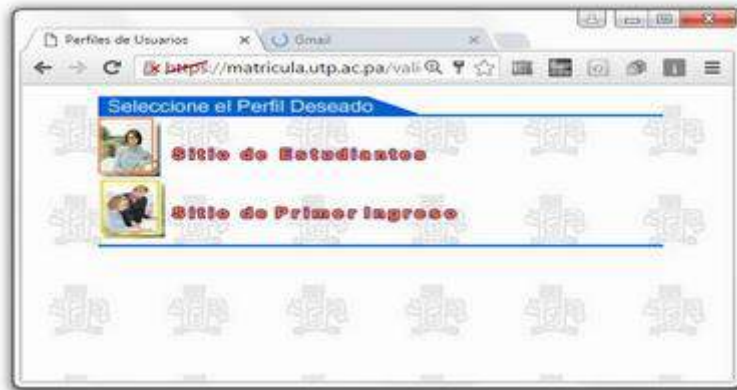 Perfiles de Usuarios
Gmail
https://matricula.utp.ac.pa/vali
Seleccione el Perfil Deseado
Sitio de Estudiantes
Sitio de Primer Ingreso